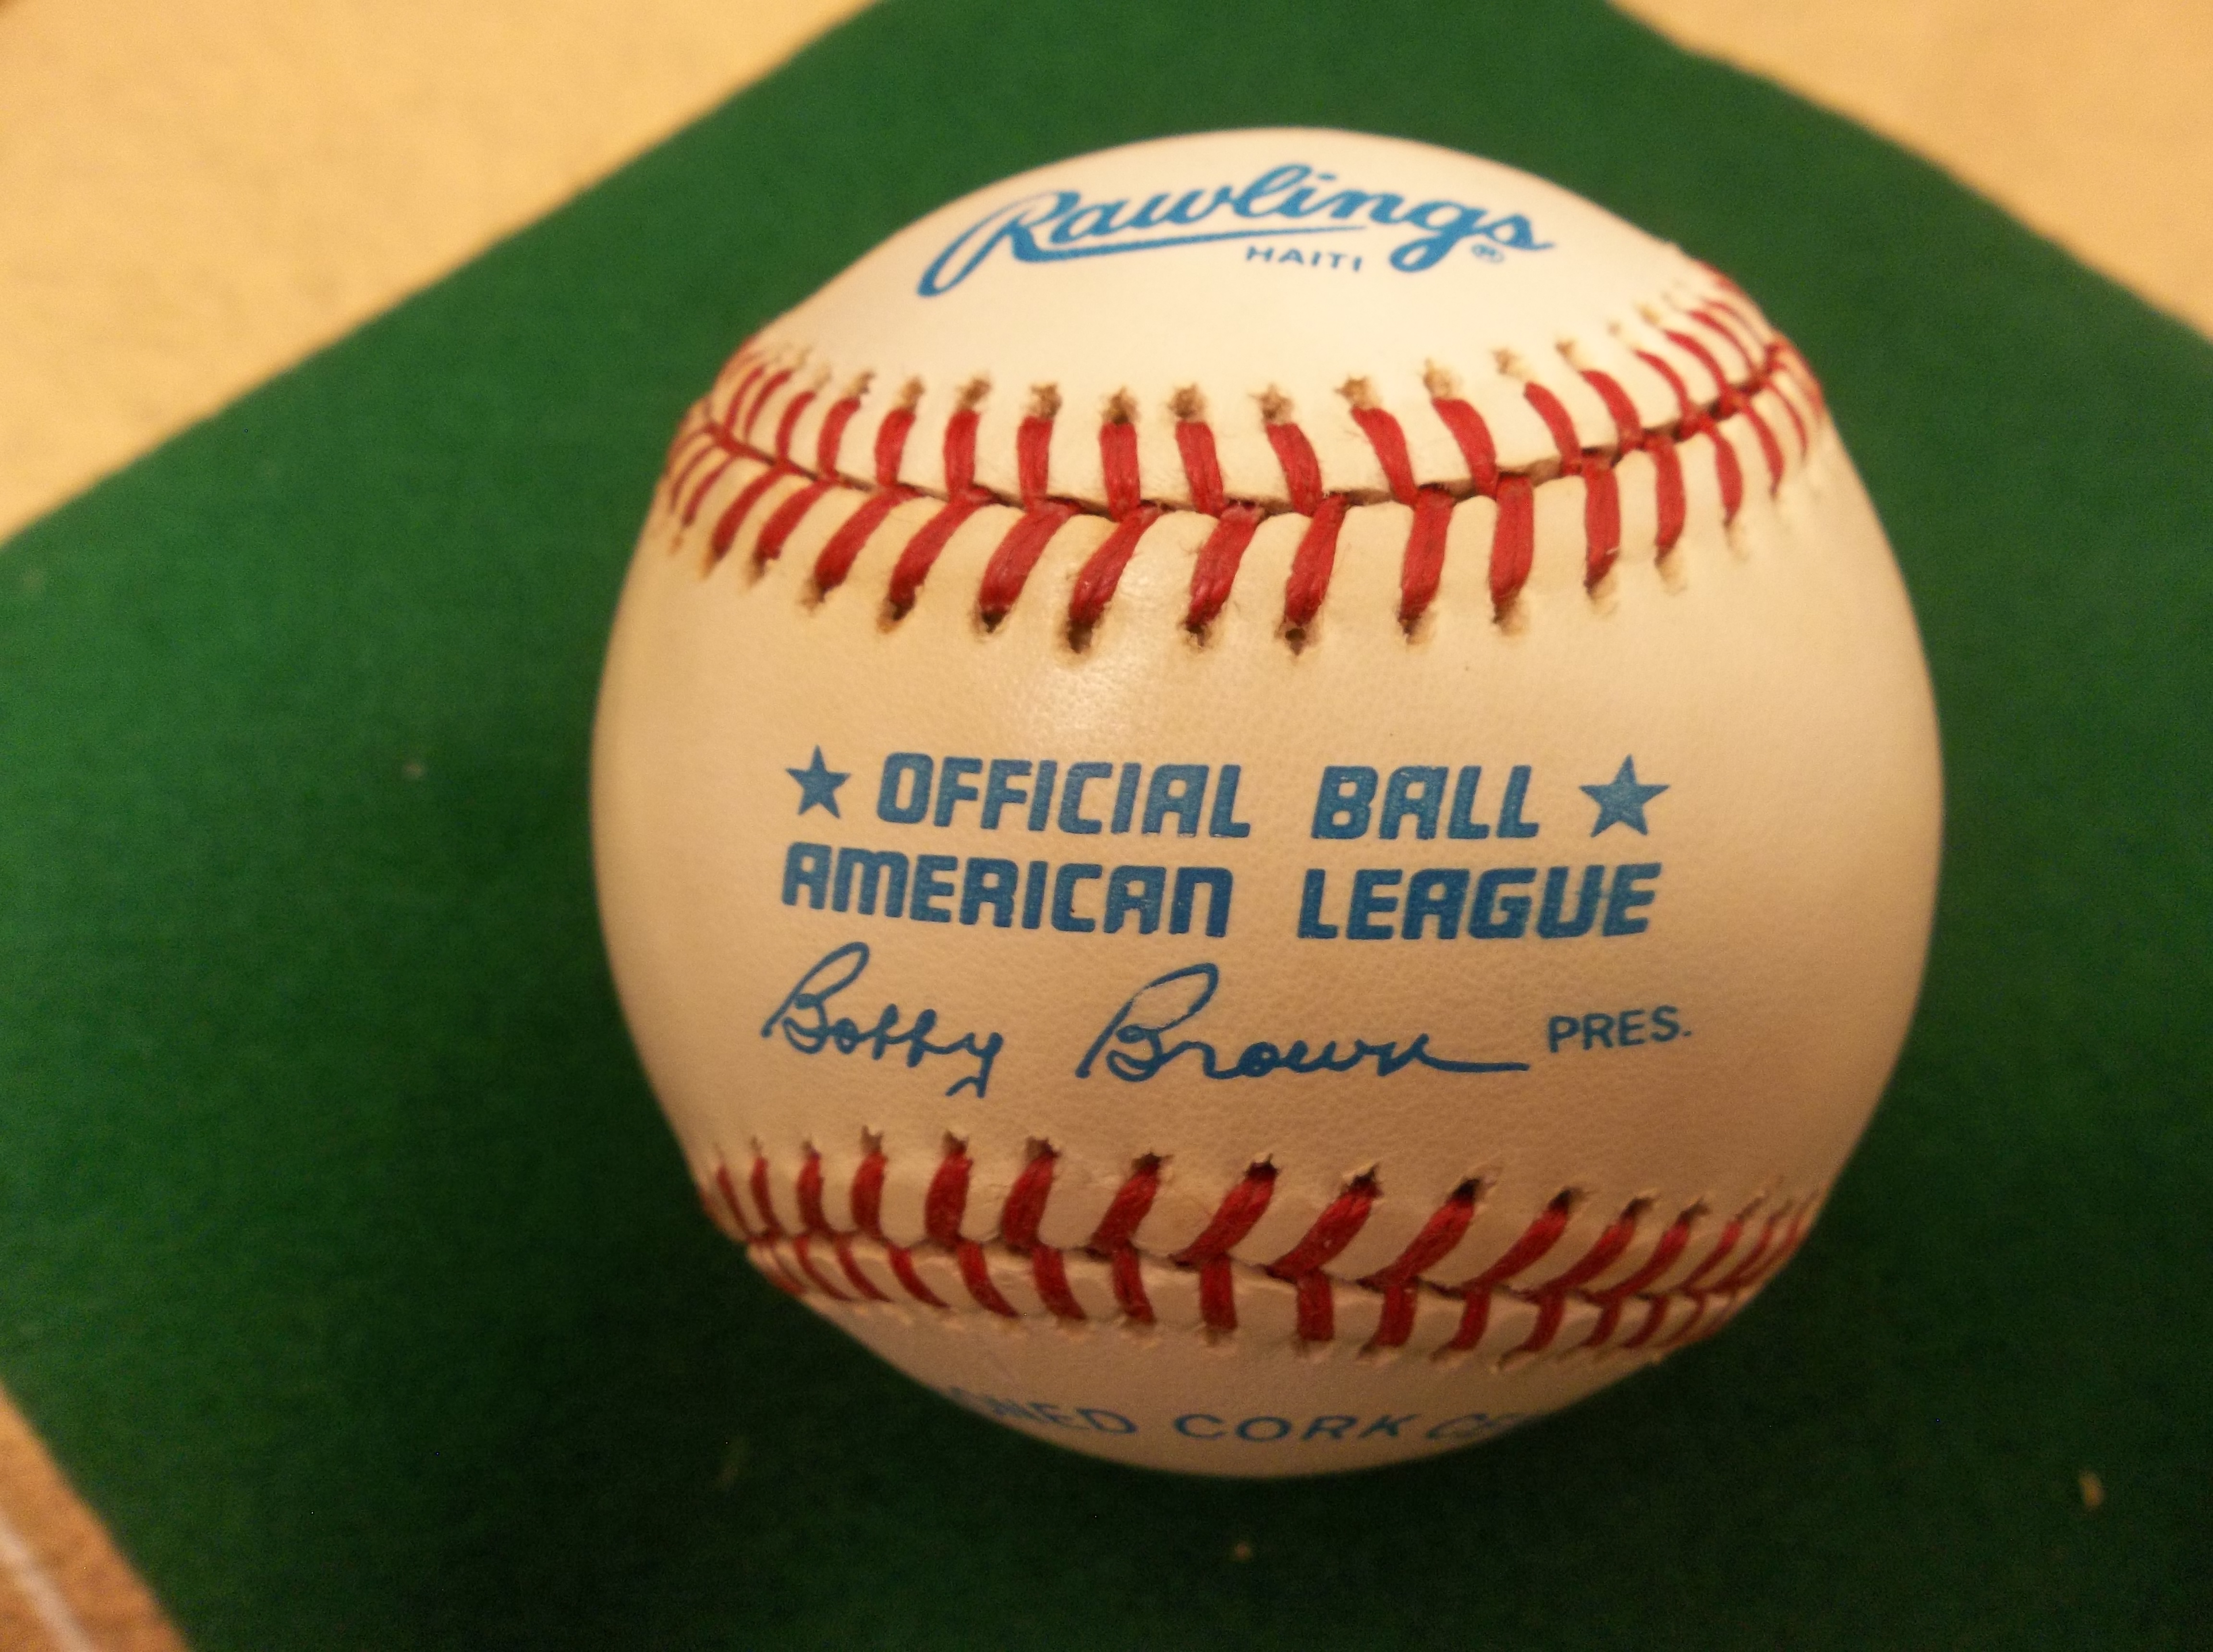 Rawlings ®
HAITI
★ OFFICIAL BALL ★
AMERICAN LEAGUE
Bobby Brown PRES.
CORK